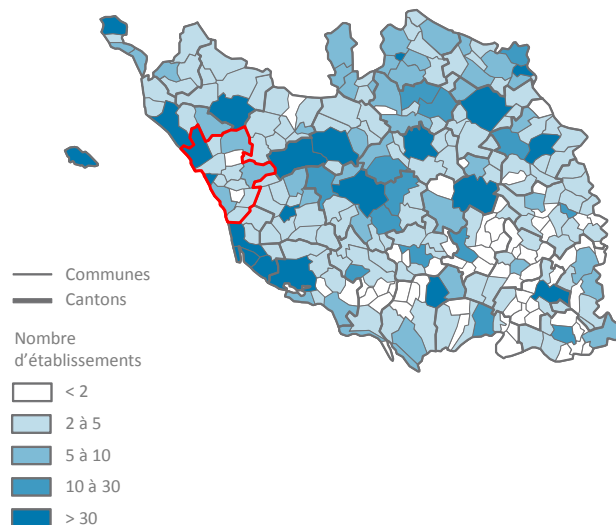 Communes
Cantons
Nombre
d’établissements
< 2
2 à 5
5 à 10
10 à 30
> 30